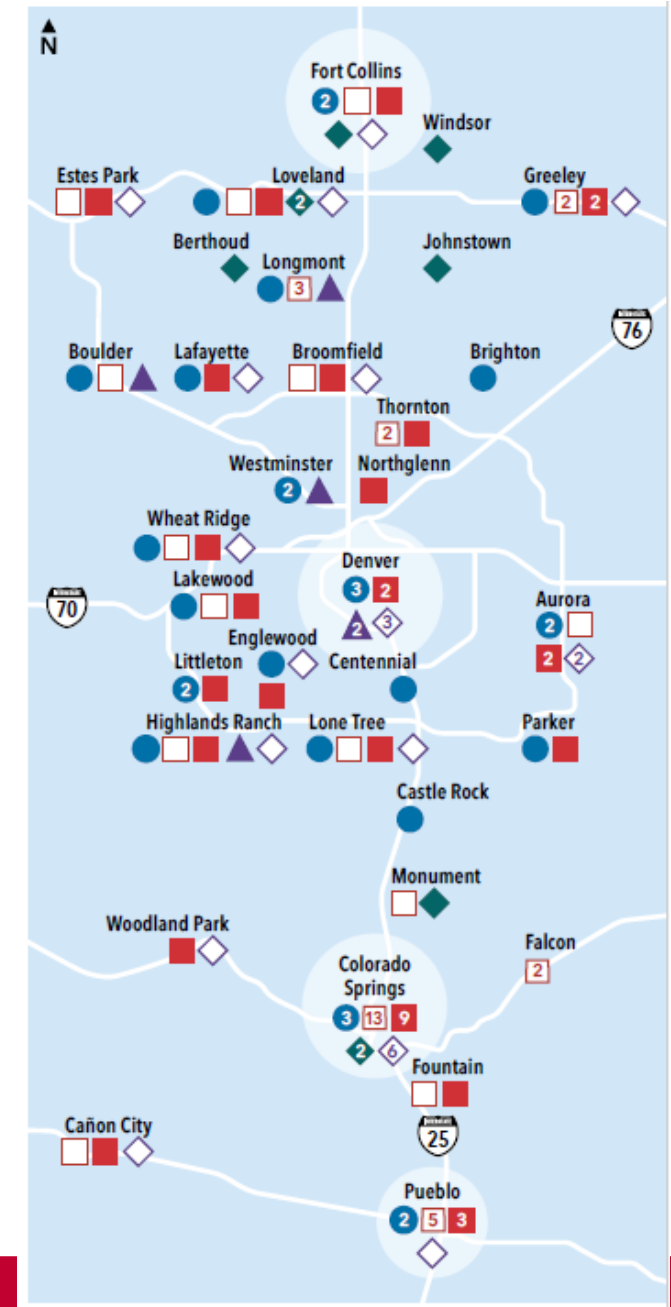 N
Fort Collins
2
Windsor
Estes Park
Loveland
Greeley
2
2 2
Berthoud
Johnstown
Longmont
3
76
Boulder
Lafayette
Broomfield
Brighton
Thornton
2
Westminster
Northglenn
2
Wheat Ridge
Denver
3 2
2 3
70
Lakewood
Aurora
2
2 2
Englewood
Littleton
2
Centennial
Highlands Ranch
Lone Tree
Parker
Castle Rock
Monument
Woodland Park
Falcon
2
Colorado
Springs
3 13 9
2 6
Fountain
25
Cañon City
Pueblo
2 5 3